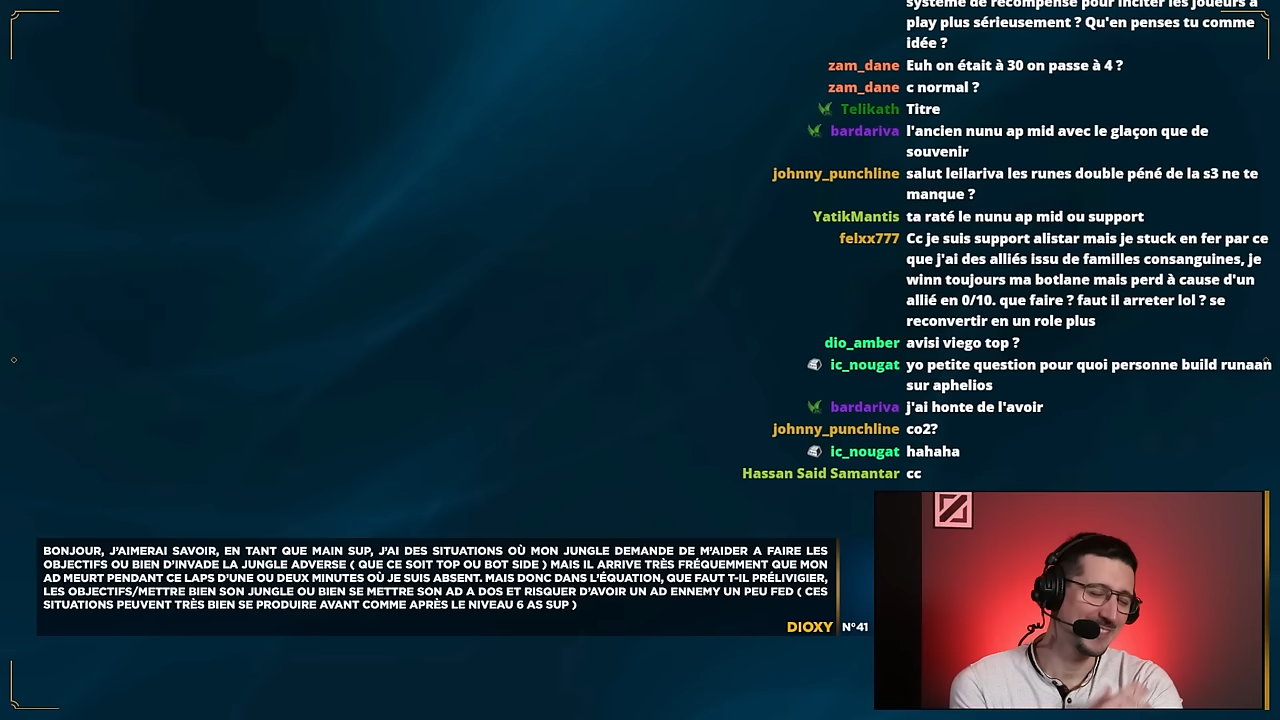 système de récompense pour inciter les joueurs à
play plus sérieusement ? Qu'en penses tu comme
idée ?
zam_dane Euh on était à 30 on passe à 4 ?
zam_dane c normal ?
Telikath Titre
bardariva l'ancien nunu ap mid avec le glaçon que de
souvenir
johnny_punchline salut leilariva les runes double péné de la s3 ne te
manque ?
YatikMantis ta raté le nunu ap mid ou support
felxx777 Cc je suis support alistar mais je stuck en fer par ce
que j'ai des alliés issu de familles consanguines, je
winn toujours ma botlane mais perd à cause d'un
allié en 0/10. que faire ? faut il arreter lol ? se
reconvertir en un role plus
dio_amber avisi viego top ?
ic_nougat yo petite question pour quoi personne build runaan
sur aphelios
bardariva j'ai honte de l'avoir
johnny_punchline co2?
ic_nougat hahaha
Hassan Said Samantar cc
BONJOUR, J'AIMERAI SAVOIR, EN TANT QUE MAIN SUP, J'AI DES SITUATIONS OÙ MON JUNGLE DEMANDE DE M'AIDER A FAIRE LES
OBJECTIFS OU BIEN D'INVADE LA JUNGLE ADVERSE ( QUE CE SOIT TOP OU BOT SIDE ) MAIS IL ARRIVE TRÈS FRÉQUEMMENT QUE MON
AD MEURT PENDANT CE LAPS D'UNE OU DEUX MINUTES OÙ JE SUIS ABSENT. MAIS DONC DANS L'ÉQUATION, QUE FAUT T-IL PRÉLIVIGIER,
LES OBJECTIFS/METTRE BIEN SON JUNGLE OU BIEN SE METTRE SON AD A DOS ET RISQUER D'AVOIR UN AD ENNEMY UN PEU FED ( CES
SITUATIONS PEUVENT TRÈS BIEN SE PRODUIRE AVANT COMME APRÈS LE NIVEAU 6 AS SUP )
DIOXY N°41